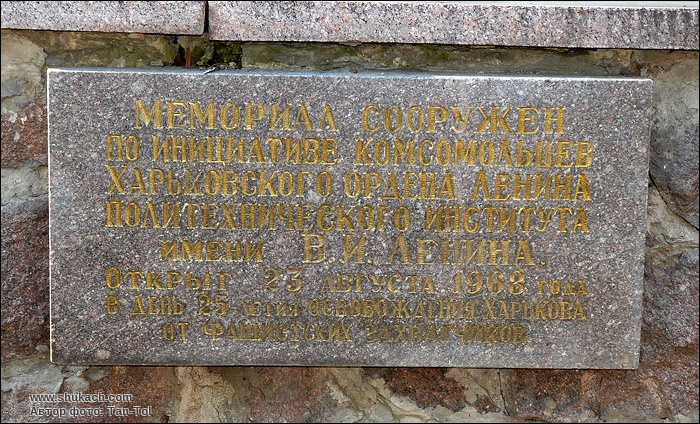 МЕМОРИАЛ СООРУЖЕН
ПО ИНИЦИАТИВЕ КОМСОМОЛЬЦЕВ
ХАРЬКОВСКОГО ОРДЕНА ЛЕНИНА
ПОЛИТЕХНИЧЕСКОГО ИНСТИТУТА
ИМЕНИ В.И. ЛЕНИНА.
ОТКРЫТ 23 АВГУСТА 1968 ГОДА
В ДЕНЬ 25-ЛЕТИЯ ОСВОБОЖДЕНИЯ ХАРЬКОВА
ОТ ФАШИСТСКИХ ЗАХВАТЧИКОВ
www.shukach.com
Автор фото: Tan-Tol